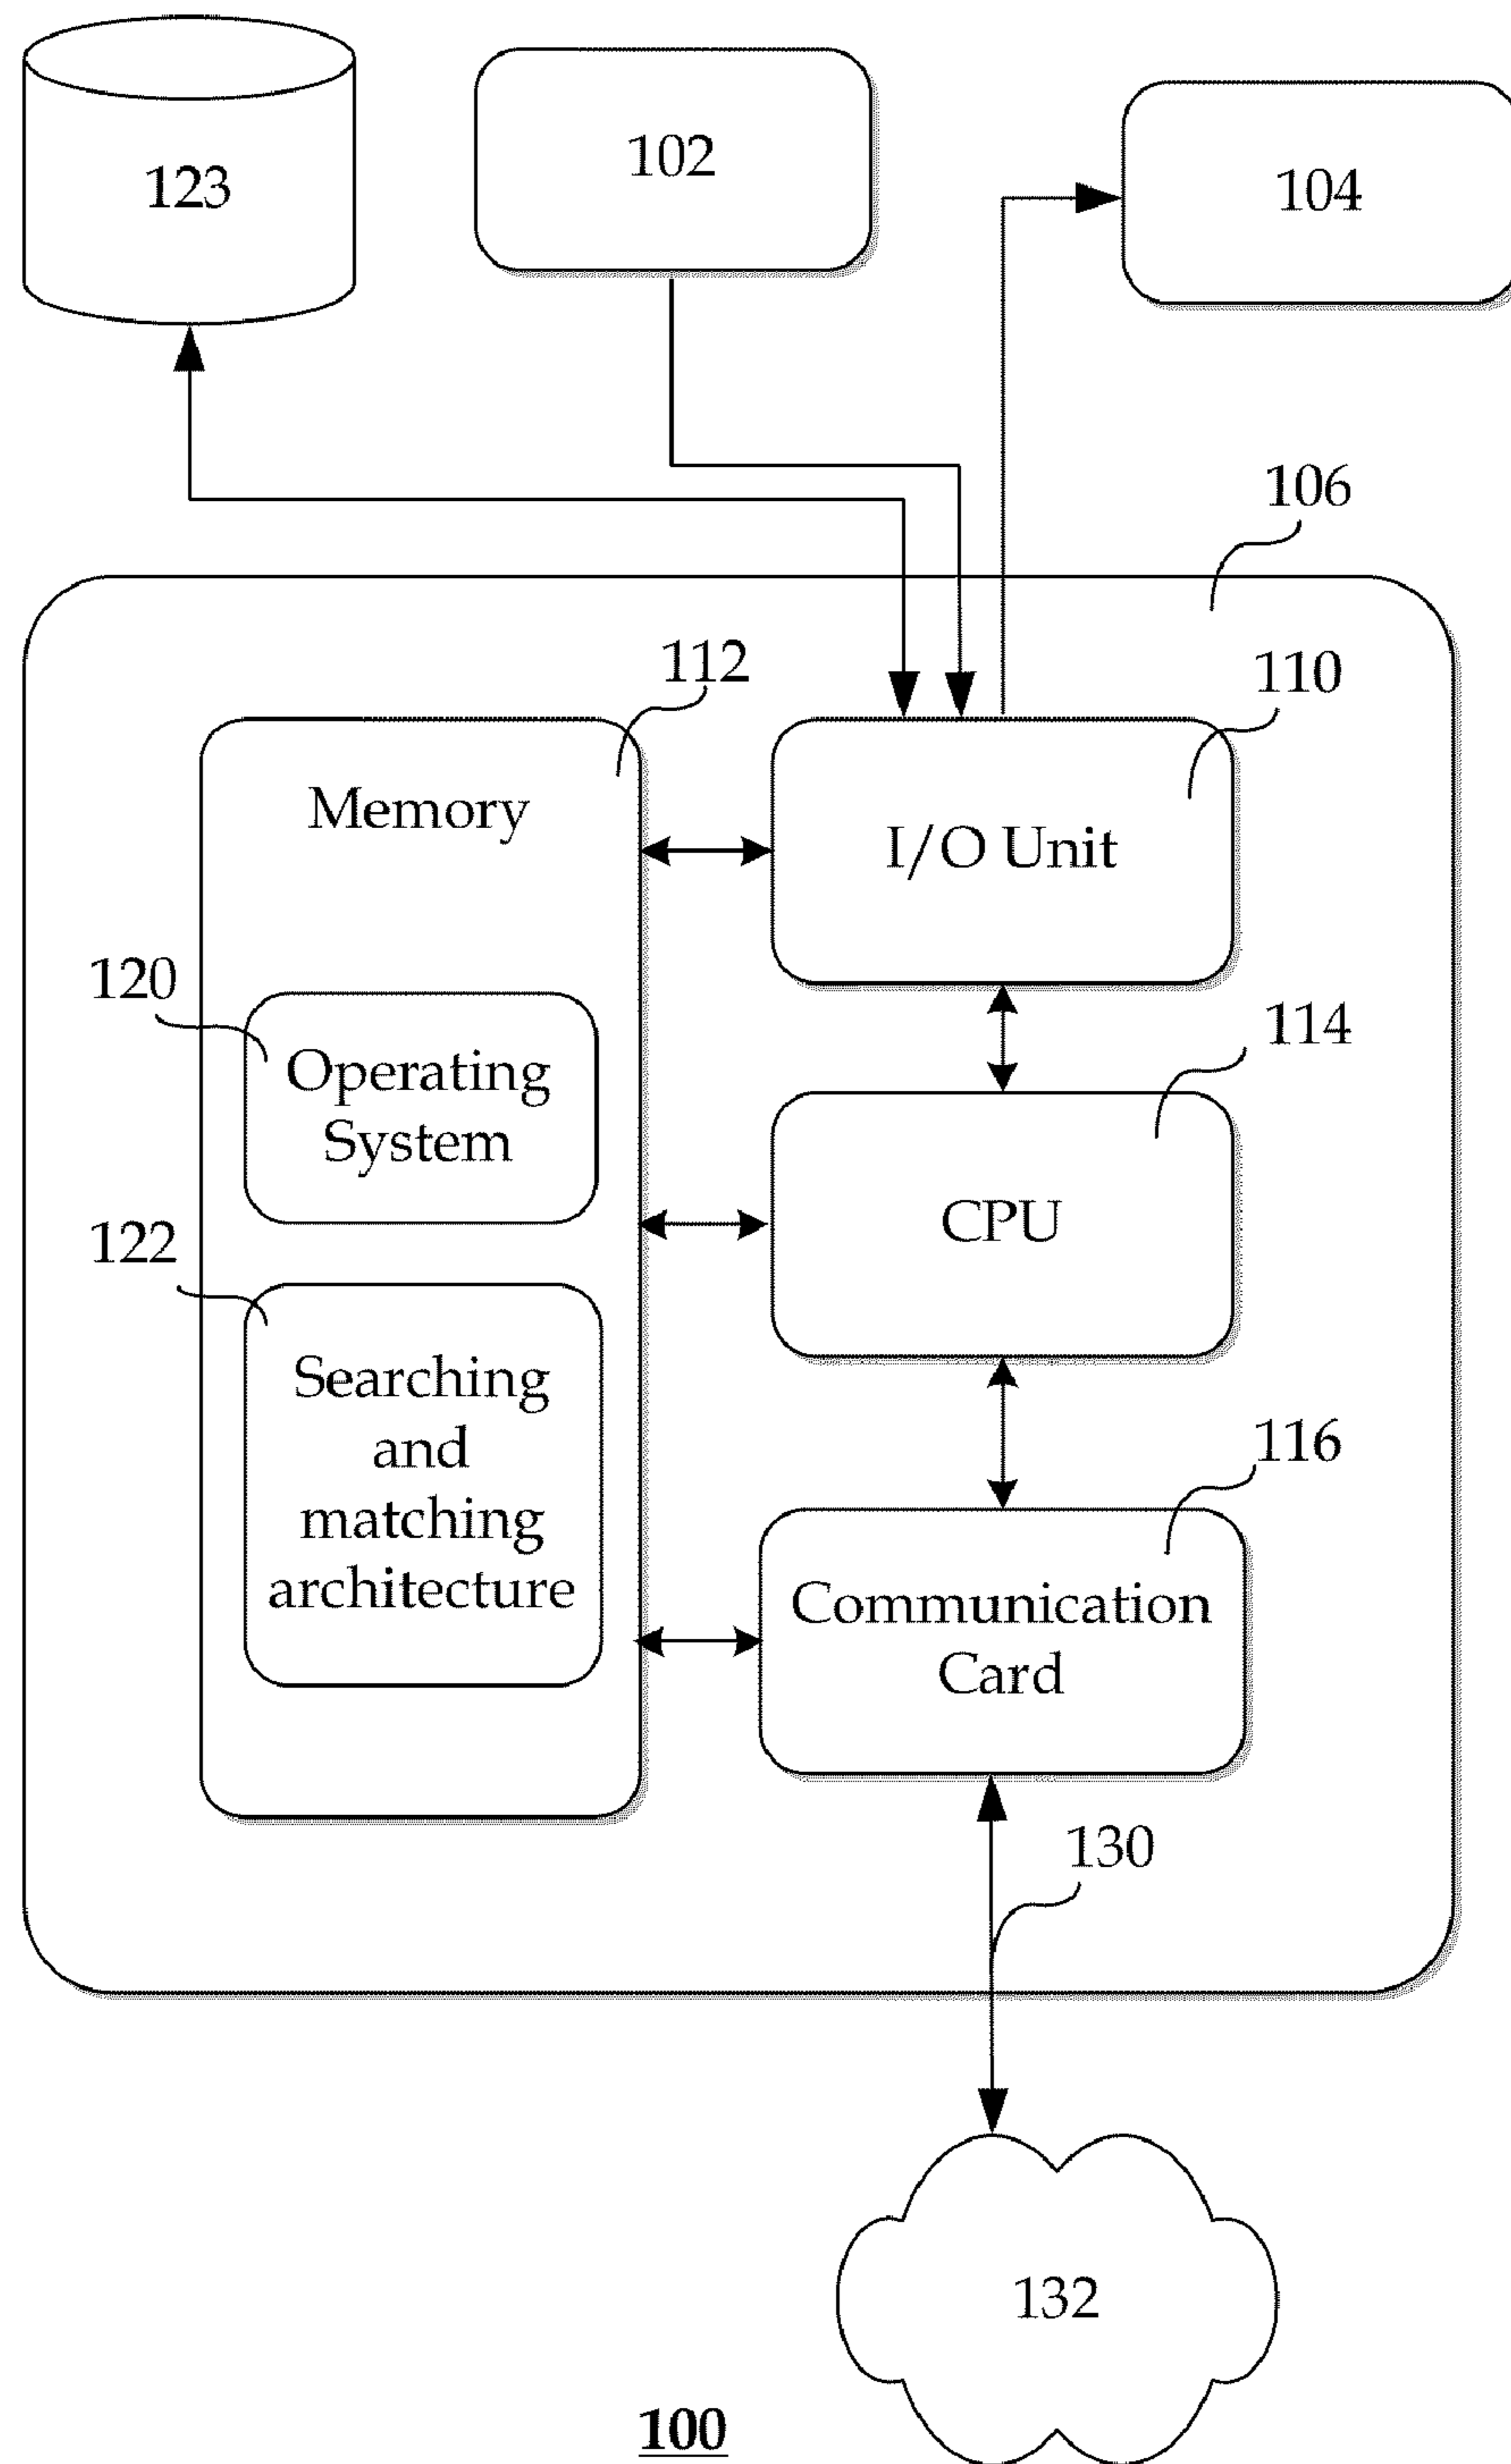 123
102
104
106
112
110
Memory
I/O Unit
120
Operating
System
114
CPU
122
Searching
and
matching
architecture
116
Communication
Card
130
132
100